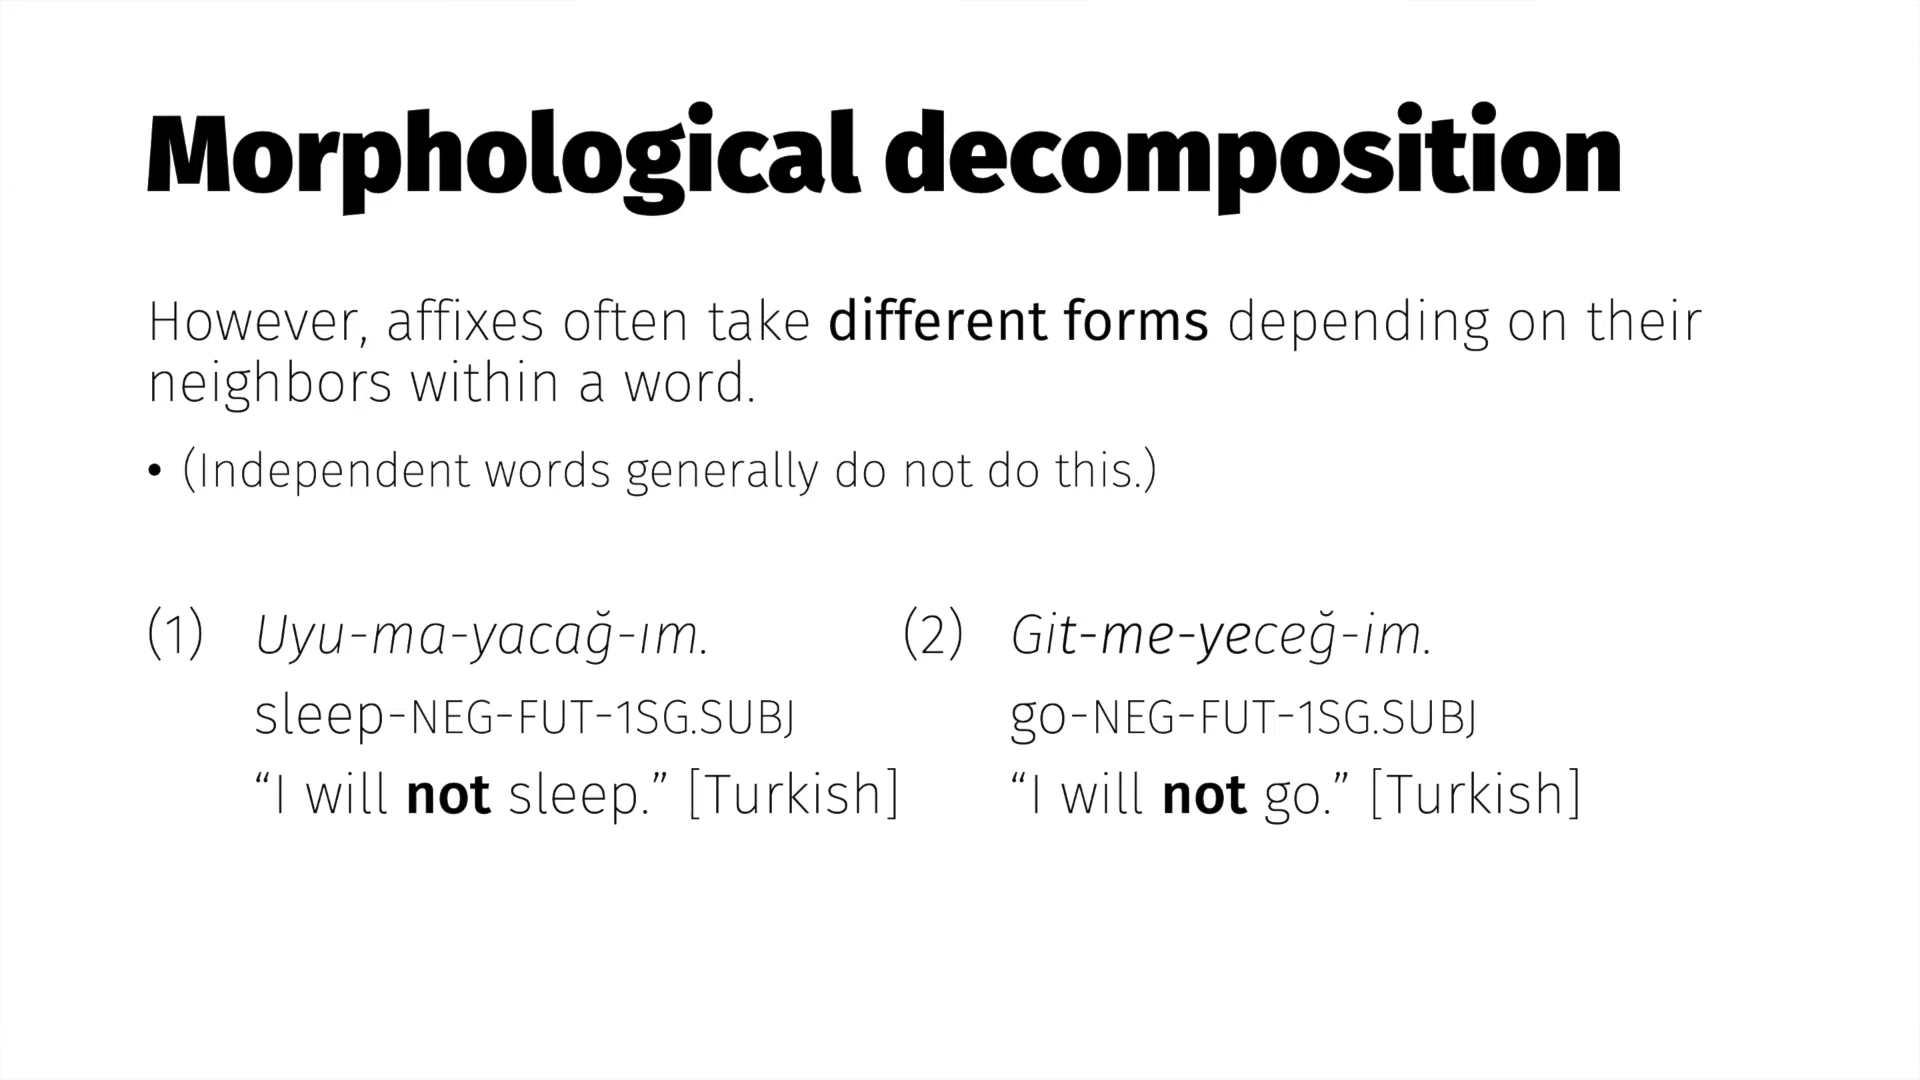 Morphological decomposition
However, affixes often take different forms depending on their
neighbors within a word.
• (Independent words generally do not do this.)
(1) Uyu-ma-yacağ-ım.
sleep-NEG-FUT-1SG.SUBJ
“I will not sleep.” [Turkish]
(2) Git-me-yeceğ-im.
go-NEG-FUT-1SG.SUBJ
“I will not go.” [Turkish]